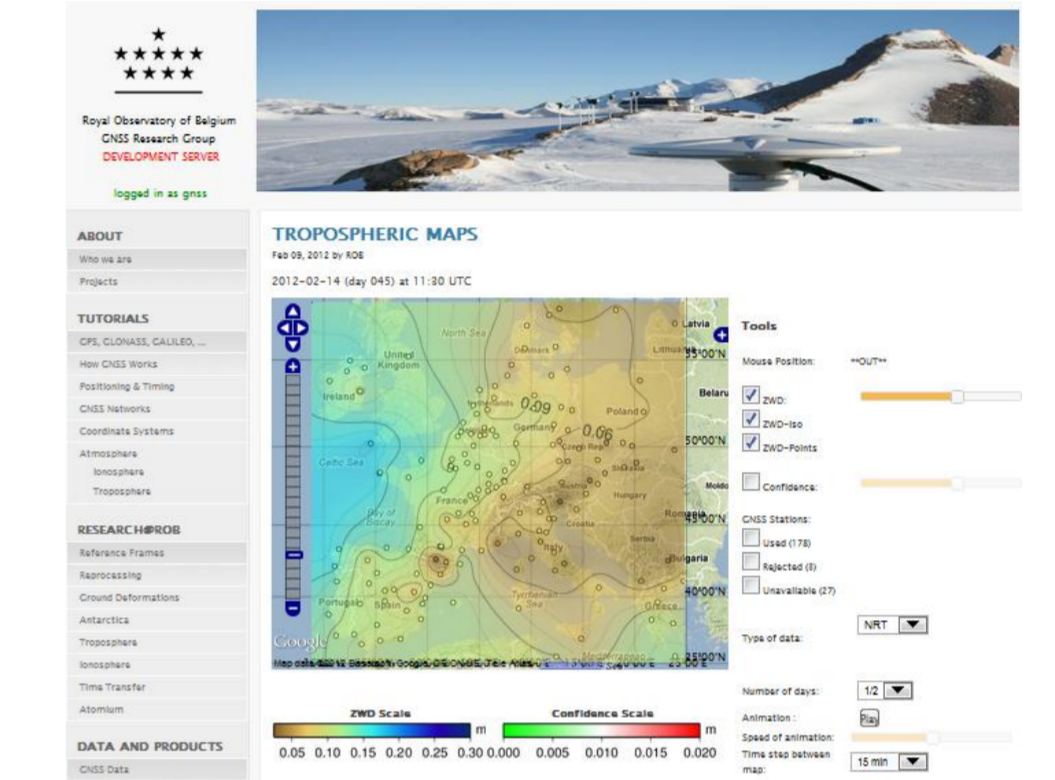 Royal Observatory of Belgium
GNSS Research Group
DEVELOPMENT SERVER
logged in as gnss
ABOUT
Who we are
Projects
TUTORIALS
GPS, GLONASS, GALILEO, ...
How GNSS Works
Positioning & Timing
GNSS Networks
Coordinate Systems
Atmosphere
Ionosphere
Troposphere
RESEARCH@ROB
Reference Frames
Reprocessing
Ground Deformations
Antarctica
Troposphere
Ionosphere
Time Transfer
Atomium
DATA AND PRODUCTS
GNSS Data
TROPOSPHERIC MAPS
Feb 09, 2012 by ROB
2012-02-14 (day 045) at 11:30 UTC
North Sea
Latvia
Denmark
United
Kingdom
55°00'N
Ireland
Belaru
0.09
Poland
Germany
0.06
50°00'N
Czech Rep
Celtic Sea
Slovakia
Austria
Moldo
France
Hungary
Bay of
Biscay
Croatia
45°00'N
Serbia
Italy
Bulgaria
40°00'N
Portugal
Spain
Tyrrhenian
Sea
Greece
Google
Mediterranean
Sea
Tools
Mouse Position: **OUT**
ZWD:
ZWD-Iso
ZWD-Points
Confidence:
GNSS Stations:
Used (178)
Rejected (8)
Unavailable (27)
Type of data: NRT
Number of days: 1/2
Animation : Play
Speed of animation:
Time step between
map: 15 min
ZWD Scale
m
0.05 0.10 0.15 0.20 0.25 0.30
Confidence Scale
m
0.000 0.005 0.010 0.015 0.020